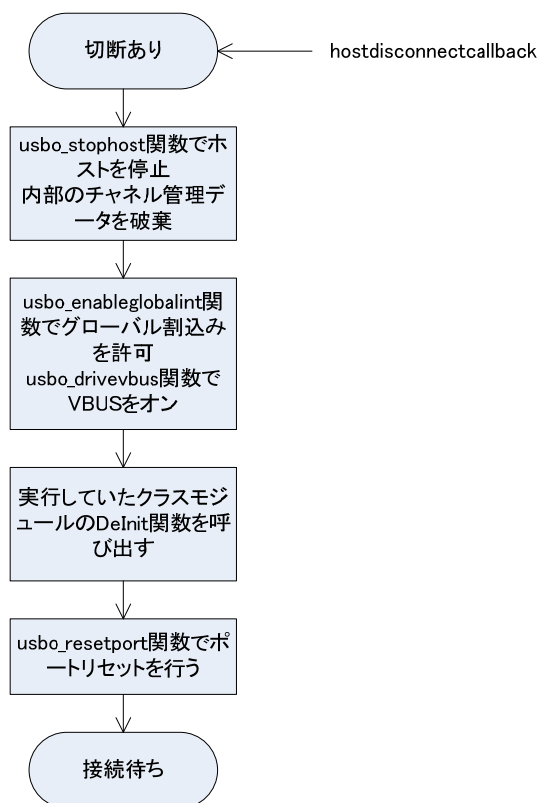 切断あり
hostdisconnectcallback
usbo_stophost関数でホ
ストを停止
内部のチャネル管理デ
ータを破棄
usbo_enableglobalint関
数でグローバル割込み
を許可
usbo_drivevbus関数で
VBUSをオン
実行していたクラスモジ
ュールのDeInit関数を呼
び出す
usbo_resetport関数でポ
ートリセットを行う
接続待ち